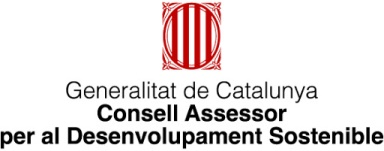 Generalitat de Catalunya
Consell Assessor
per al Desenvolupament Sostenible